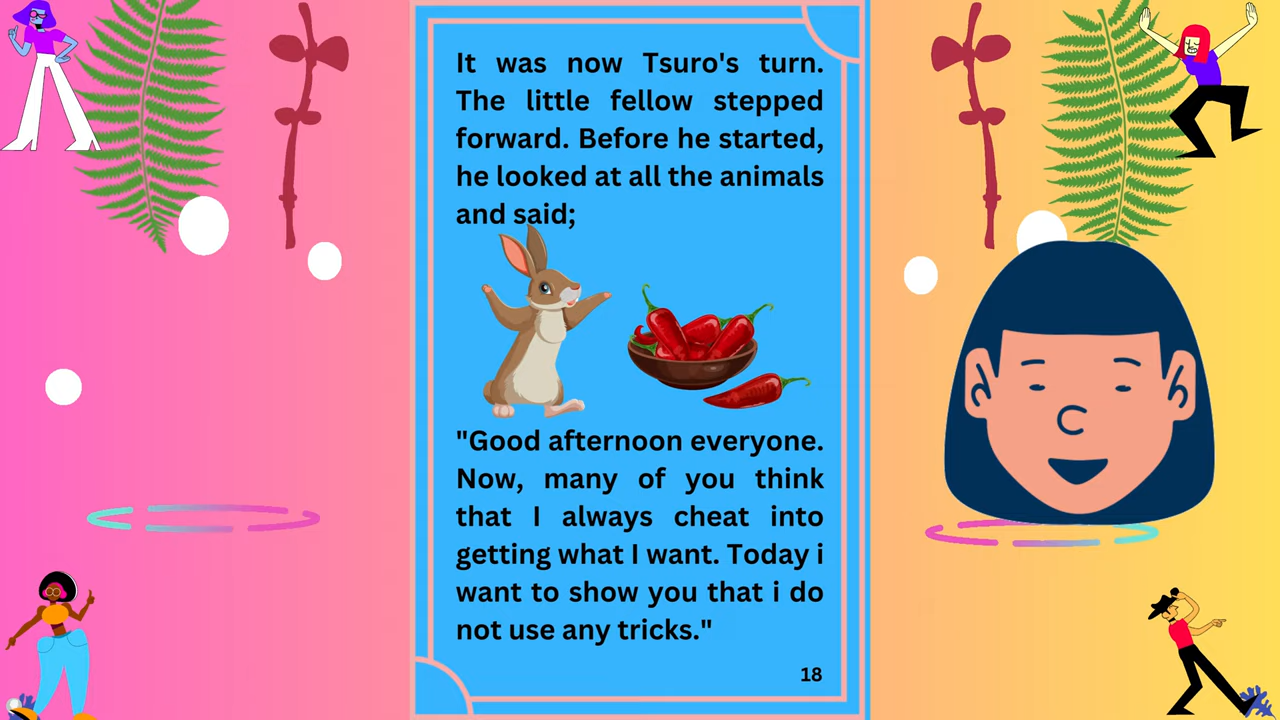 It was now Tsuro's turn.
The little fellow stepped
forward. Before he started,
he looked at all the animals
and said;
"Good afternoon everyone.
Now, many of you think
that I always cheat into
getting what I want. Today i
want to show you that i do
not use any tricks."
18